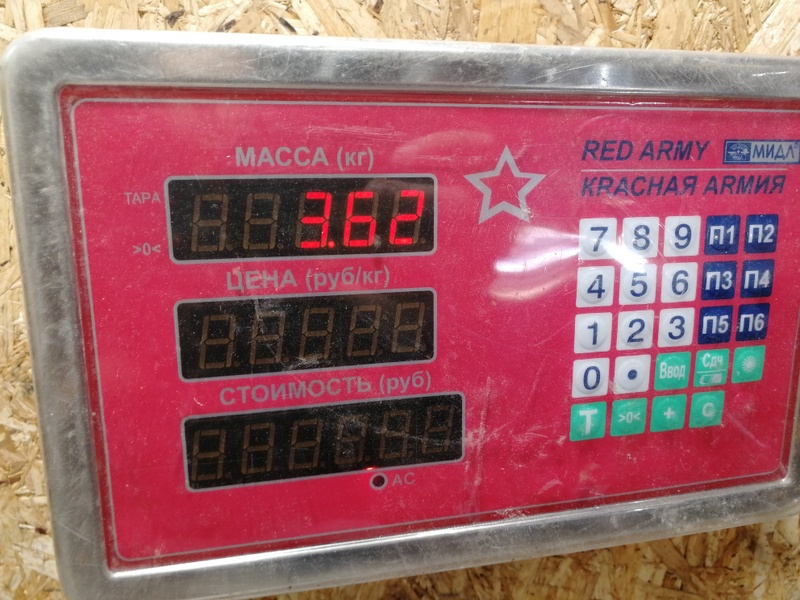 МАССА (кг)
ТАРА
3.62
>0<
ЦЕНА (руб/кг)
СТОИМОСТЬ (руб)
АС
RED ARMY МИДЛ
КРАСНАЯ АРМИЯ
7 8 9 П1 П2
4 5 6 П3 П4
1 2 3 П5 П6
0 • Ввод Сдч
T >0< + C